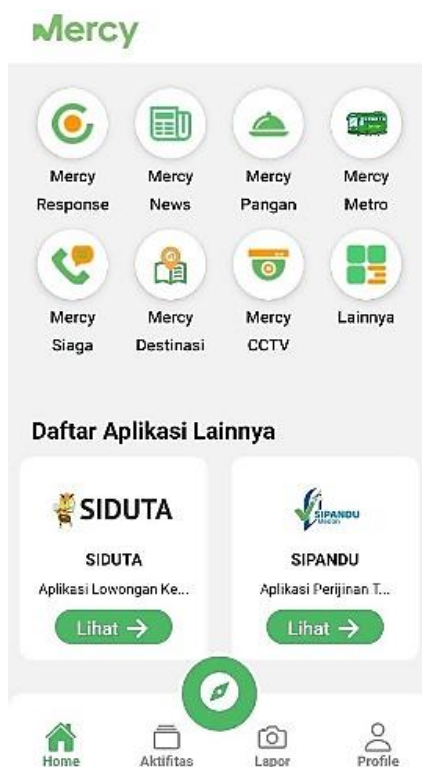 Mercy
Mercy Mercy Mercy Mercy
Response News Pangan Metro
Mercy Mercy Mercy Lainnya
Siaga Destinasi CCTV
Daftar Aplikasi Lainnya
SIDUTA SIPANDU
Medan
SIDUTA SIPANDU
Aplikasi Lowongan Ke... Aplikasi Perijinan T...
Lihat → Lihat →
Home Aktifitas Lapor Profile